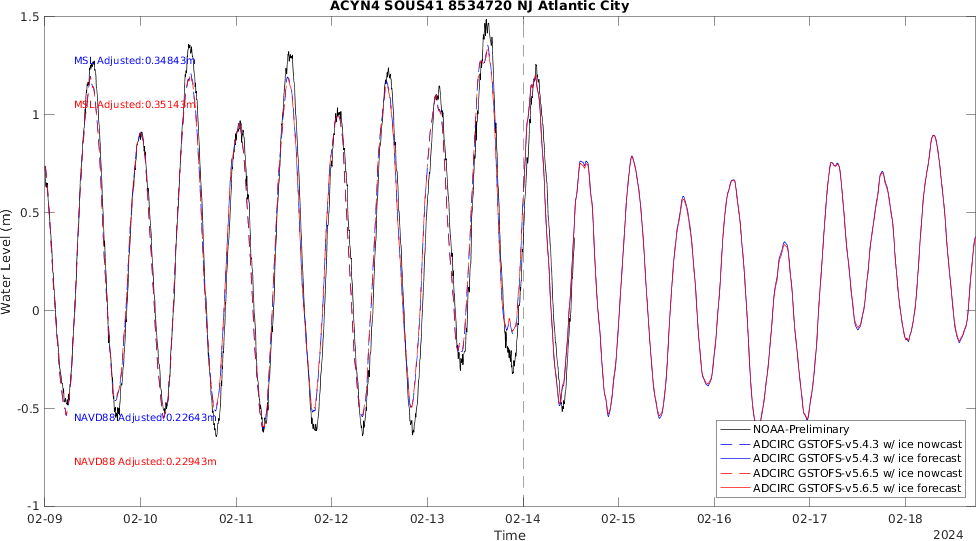 ACYN4 SOUS41 8534720 NJ Atlantic City
1.5
1
0.5
0
-0.5
-1
Water Level (m)
MSL Adjusted:0.34843m
MSL Adjusted:0.35143m
NAVD88 Adjusted:0.22643m
NAVD88 Adjusted:0.22943m
NOAA-Preliminary
ADCIRC GSTOFS-v5.4.3 w/ ice nowcast
ADCIRC GSTOFS-v5.4.3 w/ ice forecast
ADCIRC GSTOFS-v5.6.5 w/ ice nowcast
ADCIRC GSTOFS-v5.6.5 w/ ice forecast
02-09 02-10 02-11 02-12 02-13 02-14 02-15 02-16 02-17 02-18
Time
2024